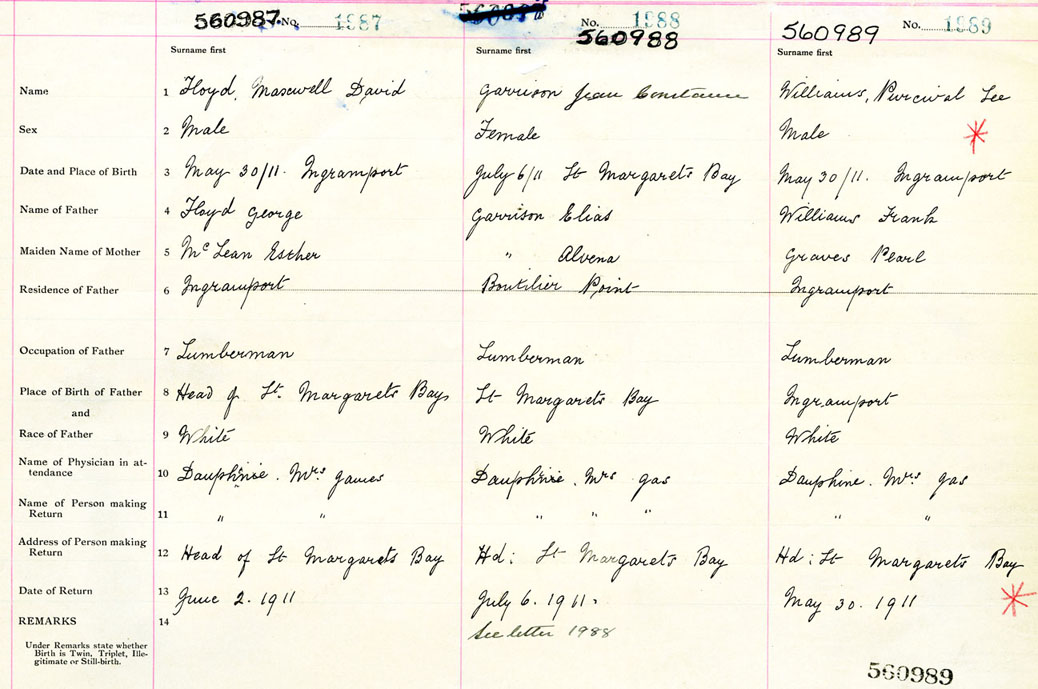 560987 No. 1987
No. 1988
560988
560989 No. 1989
Surname first Surname first Surname first
Name 1 Floyd, Maxwell David Garrison Jean Constance Williams, Percival Lee
Sex 2 Male Female Male
Date and Place of Birth 3 May 30/11. Ingramport July 6/11 St Margarets Bay May 30/11. Ingramport
Name of Father 4 Floyd George Garrison Elias Williams Frank
Maiden Name of Mother 5 McLean Esther " Alvena Graves Pearl
Residence of Father 6 Ingramport Boutilier Point Ingramport
Occupation of Father 7 Lumberman Lumberman Lumberman
Place of Birth of Father 8 Head of St. Margarets Bay St Margarets Bay Ingramport
and
Race of Father 9 White White White
Name of Physician in at-
tendance 10 Dauphinie. Mrs James Dauphinie. Mrs Jas Dauphine. Mrs Jas
Name of Person making
Return 11 " " " " " " "
Address of Person making
Return 12 Head of St Margarets Bay Hd: St Margarets Bay Hd: St Margarets Bay
Date of Return 13 June 2. 1911 July 6. 1911. May 30. 1911
REMARKS 14 See letter 1988
Under Remarks state whether
Birth is Twin, Triplet, Ille-
gitimate or Still-birth.
560989